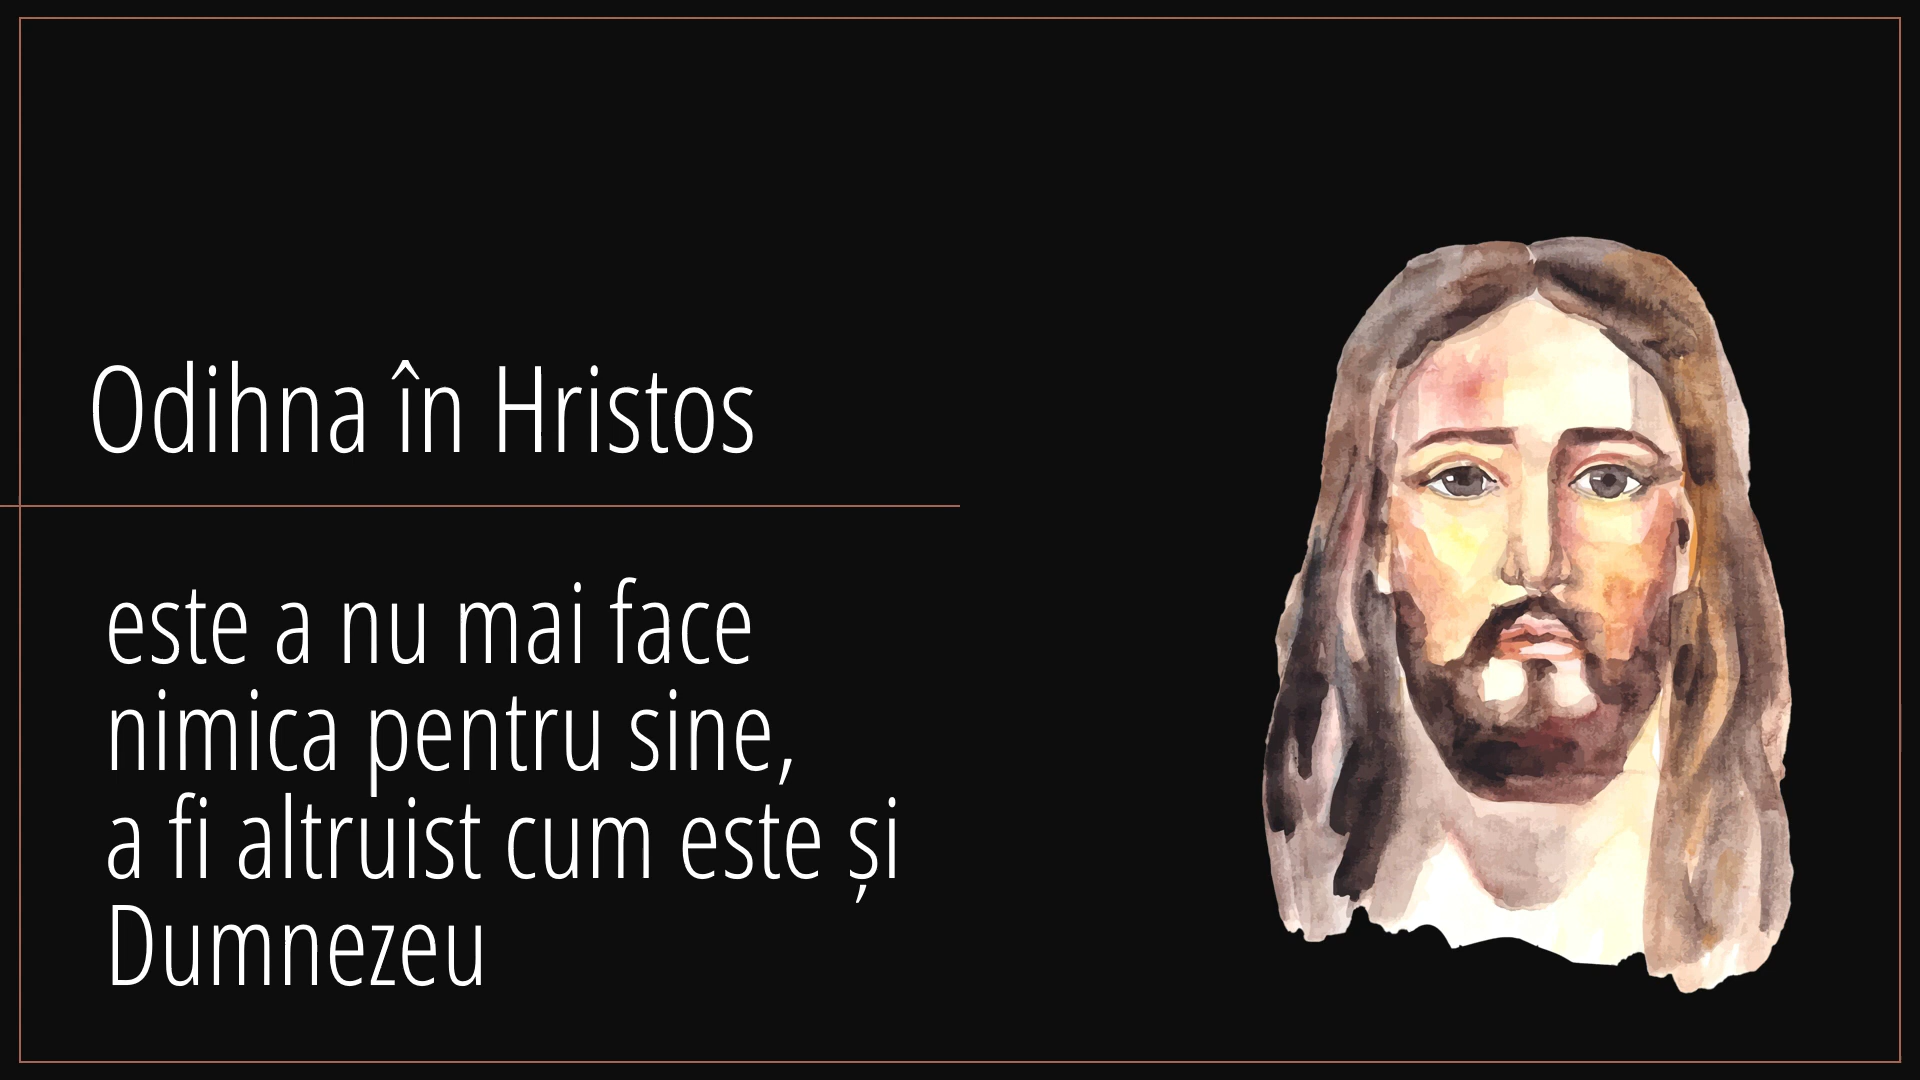 Odihna în Hristos
este a nu mai face
nimica pentru sine,
a fi altruist cum este și
Dumnezeu